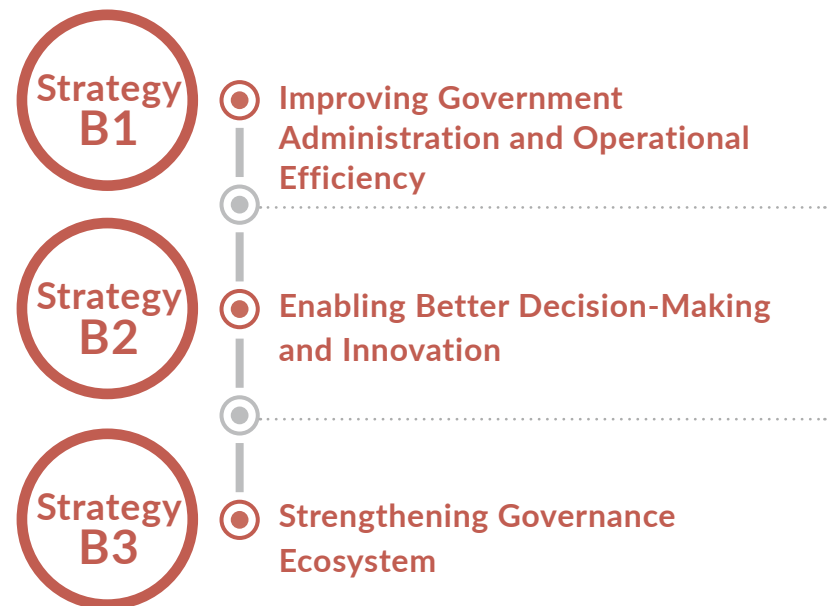 Strategy
B1
Improving Government
Administration and Operational
Efficiency
Strategy
B2
Enabling Better Decision-Making
and Innovation
Strategy
B3
Strengthening Governance
Ecosystem